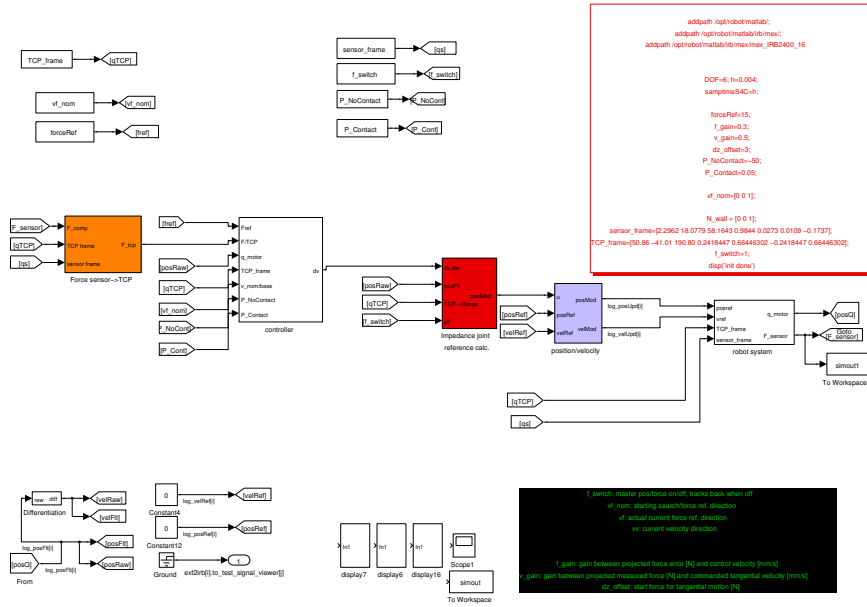 addpath /opt/robot/matlab/;
addpath /opt/robot/matlab/irb/mex/;
addpath /opt/robot/matlab/irb/mex/mex_IRB2400_16
DOF=6; h=0.004;
samptimeS4C=h;
forceRef=15;
f_gain=0.3;
v_gain=0.5;
dz_offset=3;
P_NoContact=-50;
P_Contact=0.05;
vf_nom=[0 0 1];
N_wall = [0 0 1];
sensor_frame=[2.2962 18.0779 58.1643 0.9844 0.0273 0.0109 -0.1737];
TCP_frame=[50.86 -41.01 190.80 0.2418447 0.66446302 -0.2418447 0.66446302];
f_switch=1;
disp('init done')
TCP_frame
[qTCP]
vf_nom
[vf_nom]
forceRef
[fref]
sensor_frame
[qs]
f_switch
[f_switch]
P_NoContact
[P_NoCont]
P_Contact
[P_Cont]
[F_sensor]
[qTCP]
[qs]
F_comp
TCP frame
sensor frame
F_tcp
Force sensor->TCP
[fref]
[posRaw]
[qTCP]
[vf_nom]
[P_NoCont]
[P_Cont]
Fref
F/TCP
q_motor
TCP_frame
v_nom/base
P_NoContact
P_Contact
dv
controller
[posRaw]
[qTCP]
[f_switch]
posMod
Impedance joint
reference calc.
[posRef]
[velRef]
u
posRef
velRef
posMod
velMod
position/velocity
log_posUpd[i]
log_velUpd[i]
posref
vref
TCP_frame
sensor_frame
q_motor
F_sensor
robot system
[posQ]
Goto
[F_sensor]
simout1
To Workspace
[qTCP]
[qs]
raw
diff
Differentiation
[velRaw]
[velFlt]
log_posFlt[i]
[posFlt]
[posQ]
From
log_posFlt[i]
[posRaw]
0
Constant4
log_velRef[i]
[velRef]
0
Constant12
log_posRef[i]
[posRef]
Ground
1
ext2irb[i].to_test_signal_viewer[j]
In1
display7
In1
display6
In1
display16
Scope1
simout
To Workspace
f_switch: master pos/force on/off, tracks back when off
vf_nom: starting search/force ref. direction
vf: actual current force ref. direction
vv: current velocity direction
f_gain: gain between projected force error [N] and control velocity [mm/s]
v_gain: gain between projected measured force [N] and commanded tangential velocity [mm/s]
dz_offset: start force for tangential motion [N]